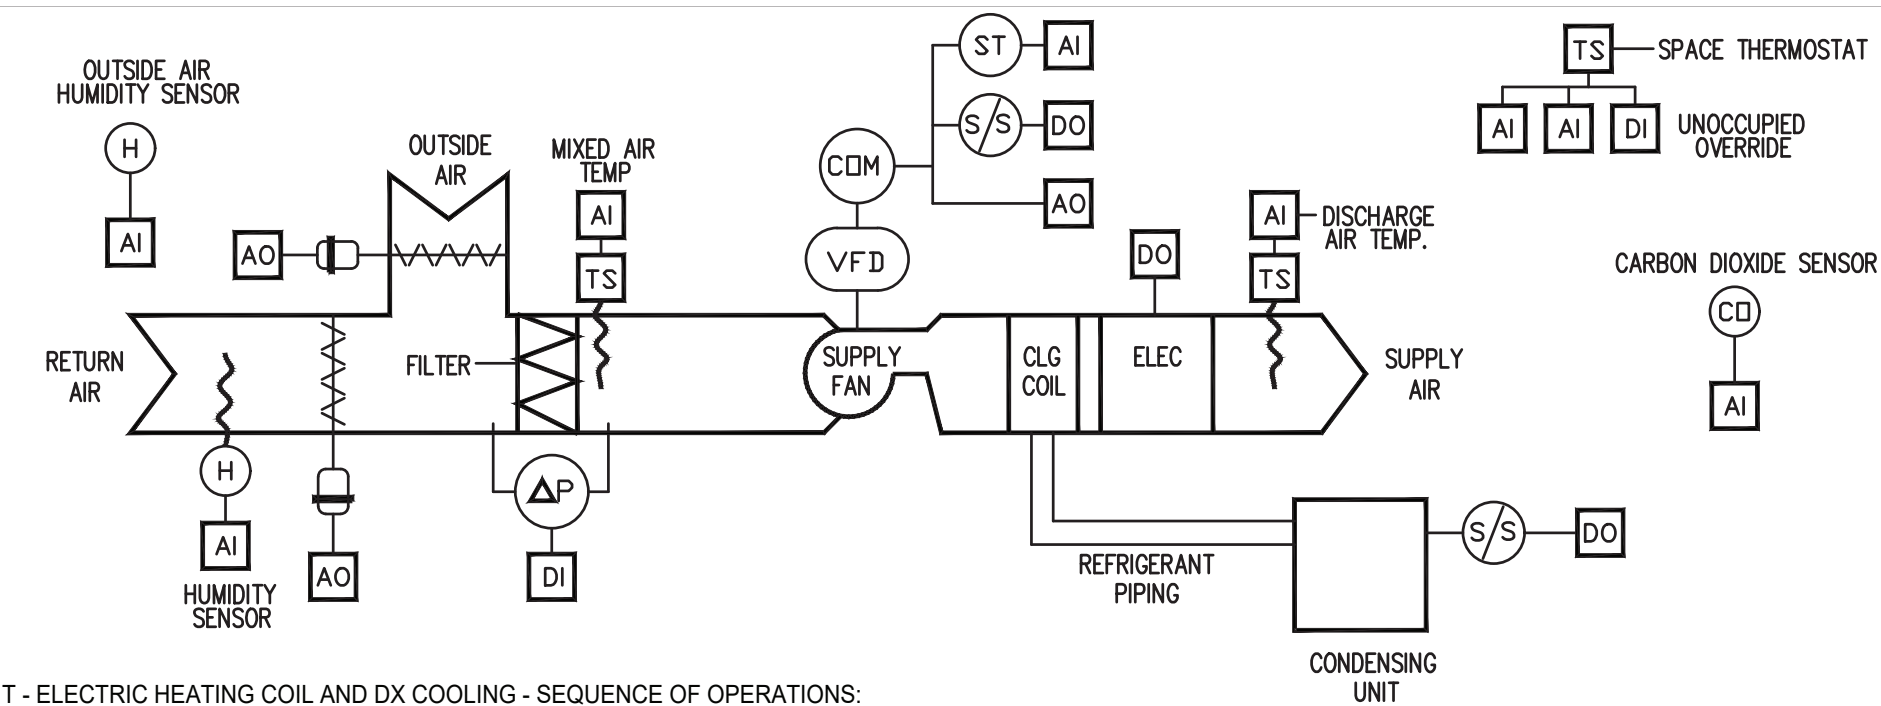 OUTSIDE AIR
HUMIDITY SENSOR
H
AI
OUTSIDE
AIR
AO
MIXED AIR
TEMP
AI
TS
ST
AI
S/S
DO
COM
AO
VFD
DO
AI
DISCHARGE
AIR TEMP.
TS
TS
SPACE THERMOSTAT
AI
AI
DI
UNOCCUPIED
OVERRIDE
CARBON DIOXIDE SENSOR
CO
AI
RETURN
AIR
FILTER
SUPPLY
FAN
CLG
COIL
ELEC
SUPPLY
AIR
H
AI
HUMIDITY
SENSOR
AO
ΔP
DI
REFRIGERANT
PIPING
S/S
DO
CONDENSING
UNIT
T - ELECTRIC HEATING COIL AND DX COOLING - SEQUENCE OF OPERATIONS: